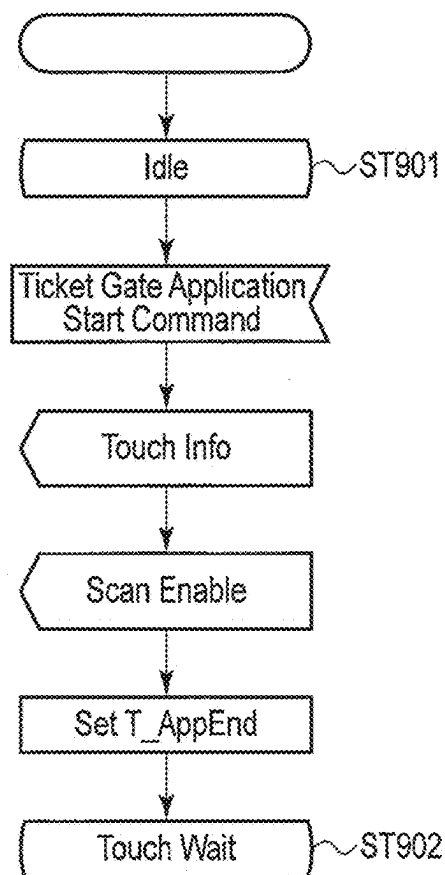 Idle
ST901
Ticket Gate Application
Start Command
Touch Info
Scan Enable
Set T_AppEnd
Touch Wait
ST902